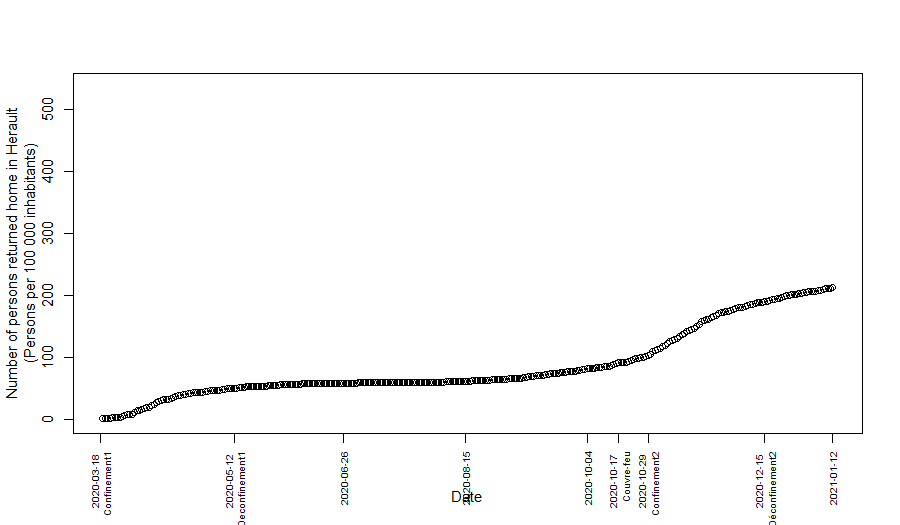 Number of persons returned home in Herault
(Persons per 100 000 inhabitants)
500
400
300
200
100
0
2020-03-18
Confinement1
2020-05-12
Déconfinement1
2020-06-26
2020-08-15
2020-10-04
2020-10-17
Couvre-feu
2020-10-29
Confinement2
2020-12-15
Déconfinement2
2021-01-12
Date